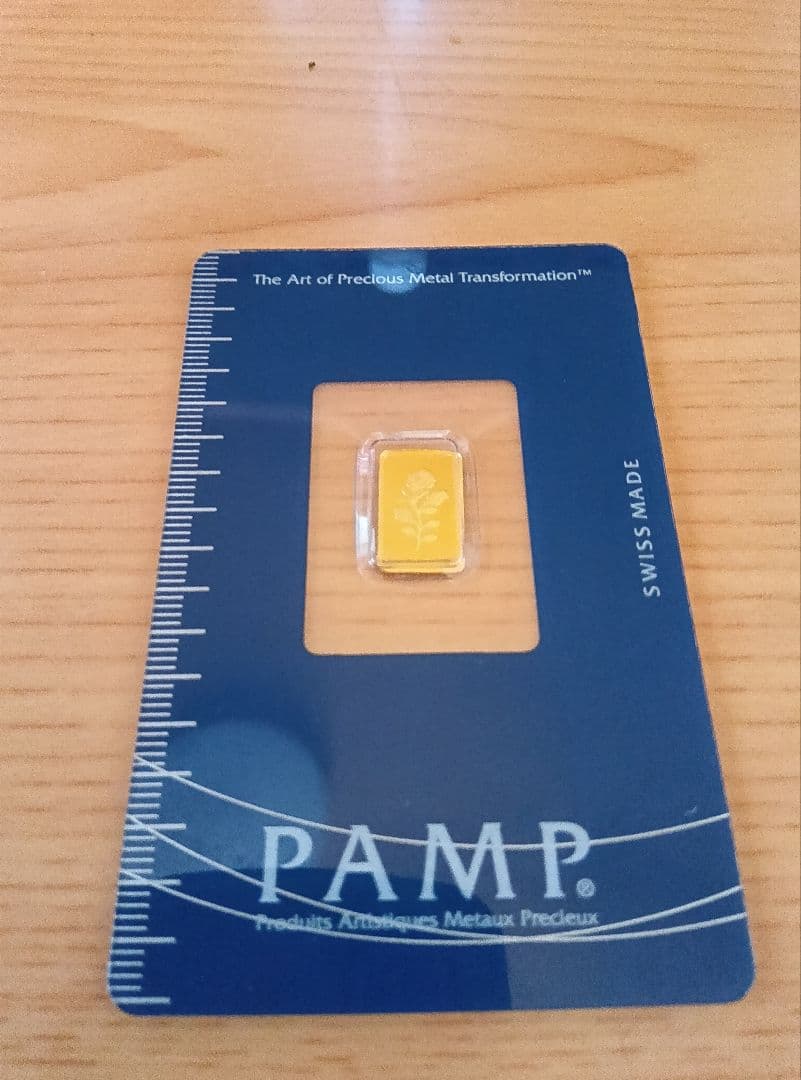 The Art of Precious Metal Transformation™
SWISS MADE
PAMP®
Produits Artistiques Metaux Precieux